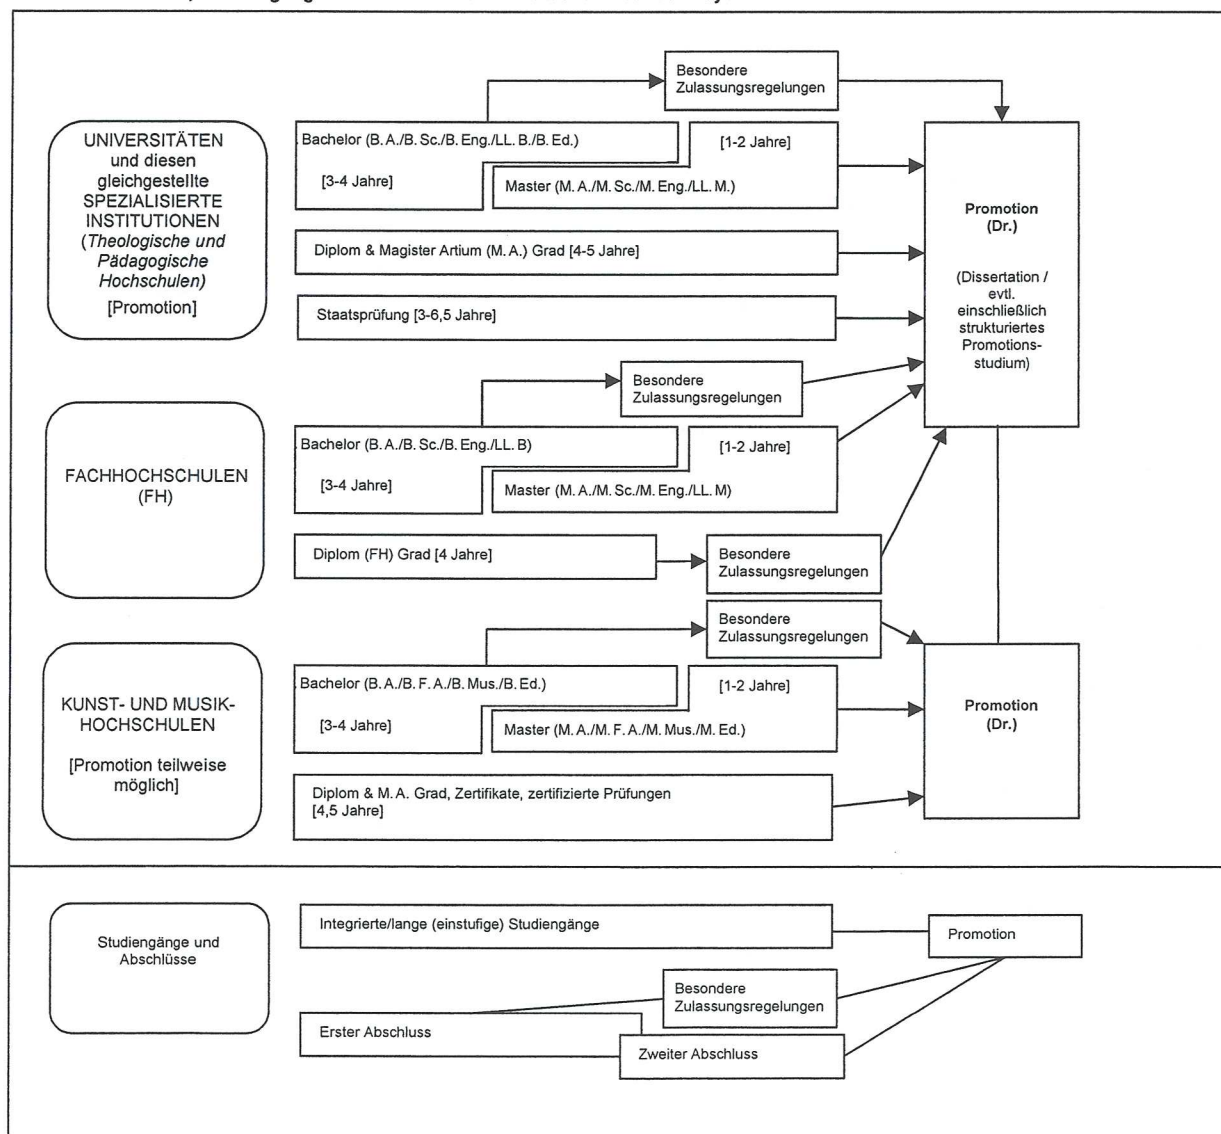 Besondere
Zulassungsregelungen
UNIVERSITÄTEN
und diesen
gleichgestellte
SPEZIALISIERTE
INSTITUTIONEN
(Theologische und
Pädagogische
Hochschulen)
[Promotion]
Bachelor (B. A./B. Sc./B. Eng./LL. B./B. Ed.)
[3-4 Jahre]
[1-2 Jahre]
Master (M. A./M. Sc./M. Eng./LL. M.)
Diplom & Magister Artium (M. A.) Grad [4-5 Jahre]
Staatsprüfung [3-6,5 Jahre]
Promotion
(Dr.)
(Dissertation /
evtl.
einschließlich
strukturiertes
Promotions-
studium)
Besondere
Zulassungsregelungen
FACHHOCHSCHULEN
(FH)
Bachelor (B. A./B. Sc./B. Eng./LL. B)
[3-4 Jahre]
[1-2 Jahre]
Master (M. A./M. Sc./M. Eng./LL. M)
Diplom (FH) Grad [4 Jahre]
Besondere
Zulassungsregelungen
Besondere
Zulassungsregelungen
KUNST- UND MUSIK-
HOCHSCHULEN
[Promotion teilweise
möglich]
Bachelor (B. A./B. F. A./B. Mus./B. Ed.)
[3-4 Jahre]
[1-2 Jahre]
Master (M. A./M. F. A./M. Mus./M. Ed.)
Diplom & M. A. Grad, Zertifikate, zertifizierte Prüfungen
[4,5 Jahre]
Promotion
(Dr.)
Studiengänge und
Abschlüsse
Integrierte/lange (einstufige) Studiengänge
Promotion
Besondere
Zulassungsregelungen
Erster Abschluss
Zweiter Abschluss